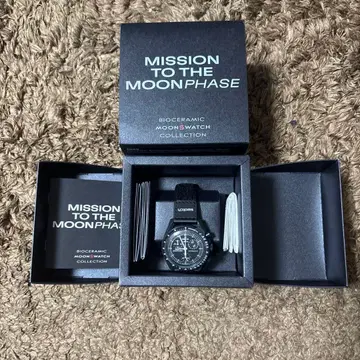 MISSION
TO THE
MOONPHASE
BIOCERAMIC
MOONSWATCH
COLLECTION
MISSION
TO THE
MOONPHASE
BIOCERAMIC
MOONSWATCH
COLLECTION